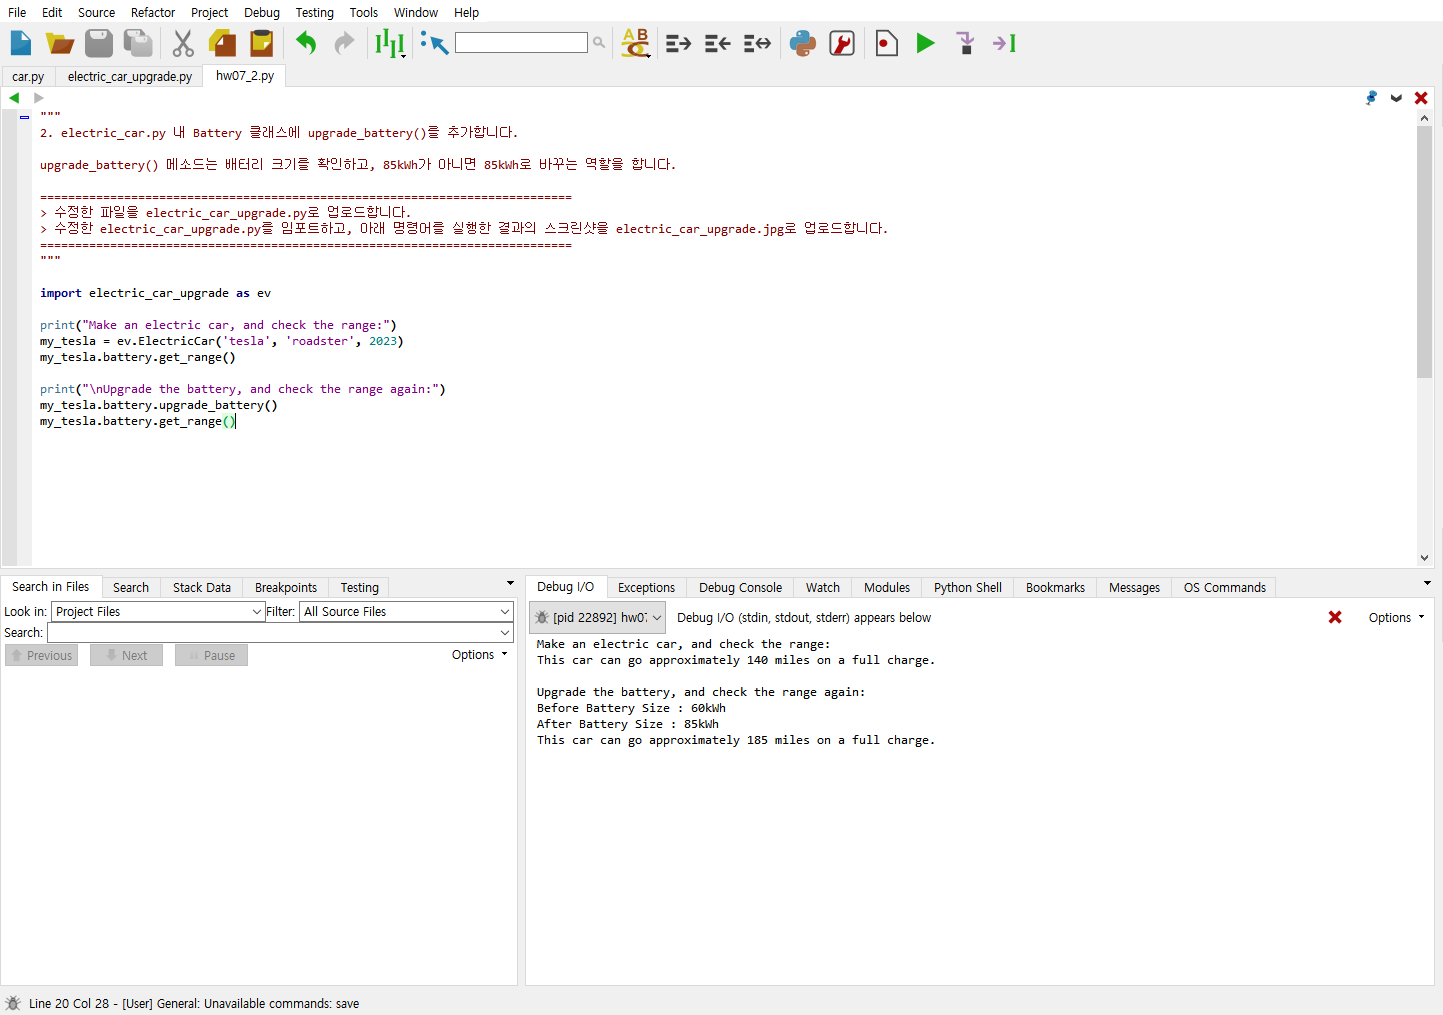 File Edit Source Refactor Project Debug Testing Tools Window Help
AB
car.py electric_car_upgrade.py hw07_2.py
"""
2. electric_car.py 내 Battery 클래스에 upgrade_battery()를 추가합니다.
upgrade_battery() 메소드는 배터리 크기를 확인하고, 85kWh가 아니면 85kWh로 바꾸는 역할을 합니다.
============================================================================
> 수정한 파일을 electric_car_upgrade.py로 업로드합니다.
> 수정한 electric_car_upgrade.py를 임포트하고, 아래 명령어를 실행한 결과의 스크린샷을 electric_car_upgrade.jpg로 업로드합니다.
============================================================================
"""
import electric_car_upgrade as ev
print("Make an electric car, and check the range:")
my_tesla = ev.ElectricCar('tesla', 'roadster', 2023)
my_tesla.battery.get_range()
print("\nUpgrade the battery, and check the range again:")
my_tesla.battery.upgrade_battery()
my_tesla.battery.get_range()
Search in Files Search Stack Data Breakpoints Testing
Look in: Project Files Filter: All Source Files
Search:
Previous Next Pause Options
Debug I/O Exceptions Debug Console Watch Modules Python Shell Bookmarks Messages OS Commands
[pid 22892] hw07 Debug I/O (stdin, stdout, stderr) appears below Options
Make an electric car, and check the range:
This car can go approximately 140 miles on a full charge.
Upgrade the battery, and check the range again:
Before Battery Size : 60kWh
After Battery Size : 85kWh
This car can go approximately 185 miles on a full charge.
Line 20 Col 28 - [User] General: Unavailable commands: save